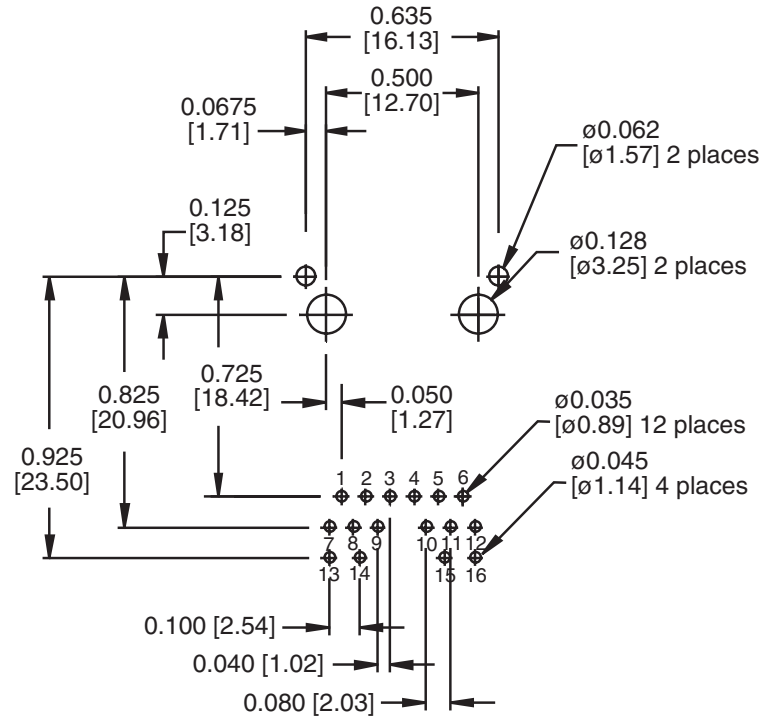 0.635
[16.13]
0.500
[12.70]
0.0675
[1.71]
ø0.062
[ø1.57] 2 places
0.125
[3.18]
ø0.128
[ø3.25] 2 places
0.725
[18.42]
0.825
[20.96]
0.050
[1.27]
ø0.035
[ø0.89] 12 places
0.925
[23.50]
ø0.045
[ø1.14] 4 places
1 2 3 4 5 6
7 8 9 10 11 12
13 14 15 16
0.100 [2.54]
0.040 [1.02]
0.080 [2.03]